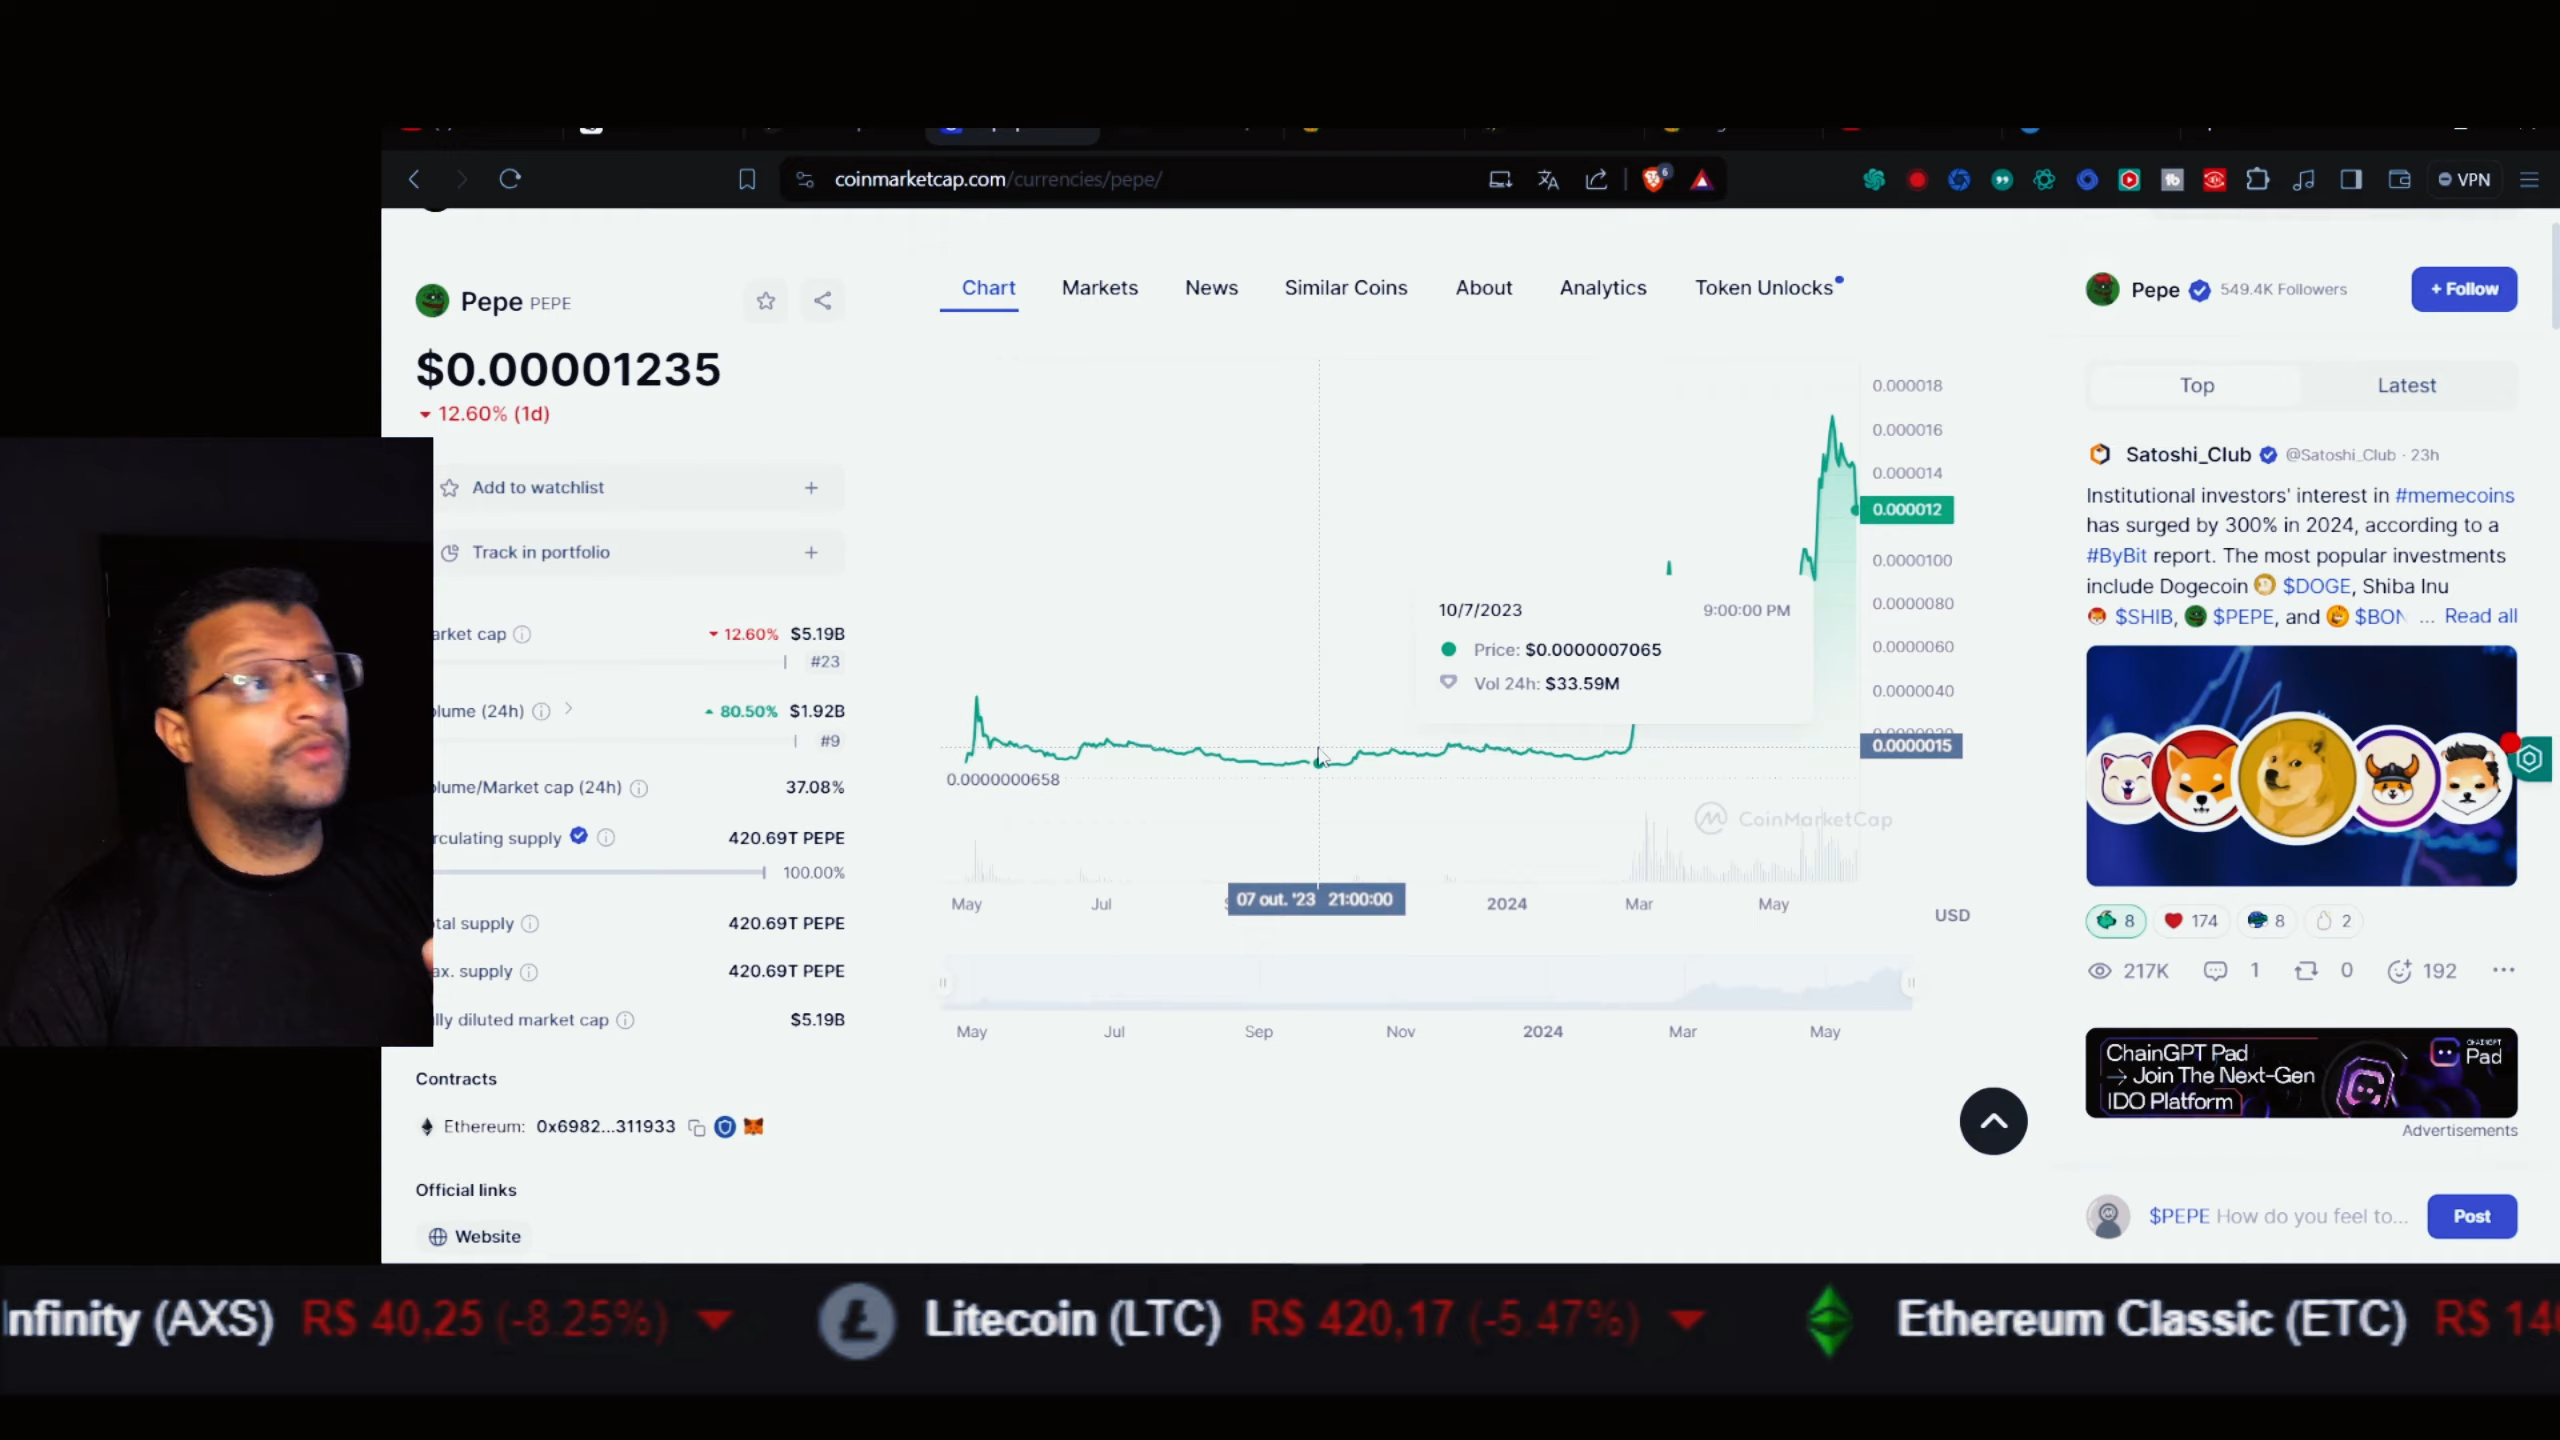 coinmarketcap.com/currencies/pepe/
VPN
Pepe PEPE
$0.00001235
12.60% (1d)
Add to watchlist
Track in portfolio
arket cap
12.60% $5.19B
#23
lume (24h)
80.50% $1.92B
#9
lume/Market cap (24h)
37.08%
rculating supply
420.69T PEPE
100.00%
tal supply
420.69T PEPE
ax. supply
420.69T PEPE
lly diluted market cap
$5.19B
Contracts
Ethereum: 0x6982...311933
Official links
Website
Chart
Markets
News
Similar Coins
About
Analytics
Token Unlocks
0.000018
0.000016
0.000014
0.000012
0.0000100
0.0000080
0.0000060
0.0000040
0.0000015
10/7/2023 9:00:00 PM
Price: $0.0000007065
Vol 24h: $33.59M
0.0000000658
CoinMarketCap
May
Jul
07 out. '23 21:00:00
2024
Mar
May
USD
May
Jul
Sep
Nov
2024
Mar
May
Pepe 549.4K Followers
+ Follow
Top
Latest
Satoshi_Club @Satoshi_Club · 23h
Institutional investors' interest in #memecoins
has surged by 300% in 2024, according to a
#ByBit report. The most popular investments
include Dogecoin $DOGE, Shiba Inu
$SHIB, $PEPE, and $BON ... Read all
8
174
8
2
217K
1
0
192
ChainGPT Pad
→ Join The Next-Gen
IDO Platform
CHAINGPT
Pad
Advertisements
$PEPE How do you feel to...
Post
Infinity (AXS) R$ 40,25 (-8.25%)
Litecoin (LTC) R$ 420,17 (-5.47%)
Ethereum Classic (ETC) R$ 14